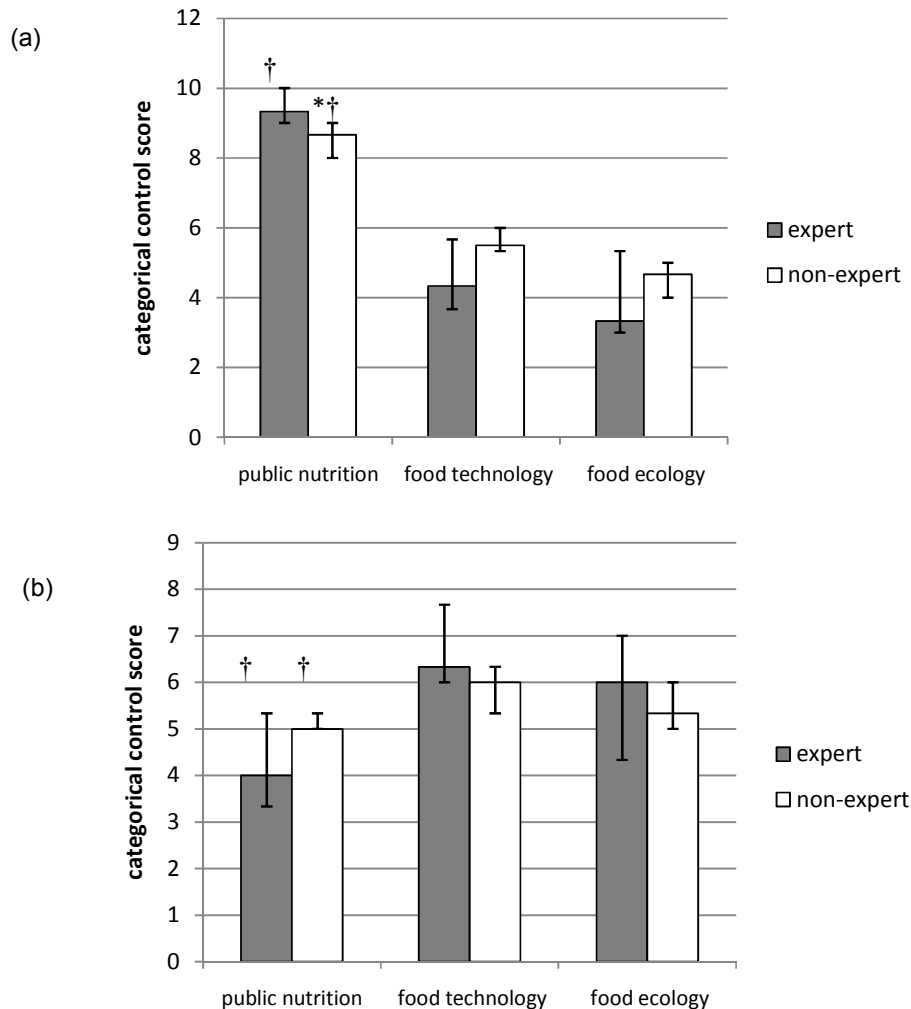 (a)
categorical control score
12
10
8
6
4
2
0
†
*†
public nutrition
food technology
food ecology
expert
non-expert
(b)
categorical control score
9
8
7
6
5
4
3
2
1
0
†
†
public nutrition
food technology
food ecology
expert
non-expert